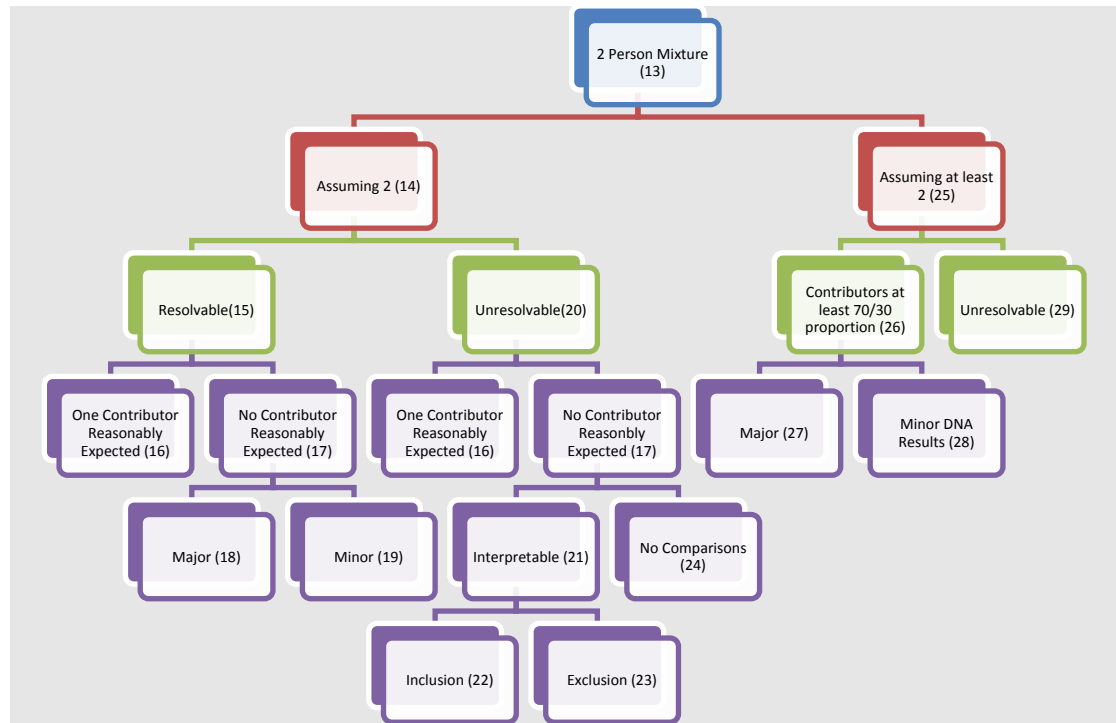 2 Person Mixture
(13)
Assuming 2 (14)
Assuming at least
2 (25)
Resolvable(15)
Unresolvable(20)
Contributors at
least 70/30
proportion (26)
Unresolvable (29)
One Contributor
Reasonably
Expected (16)
No Contributor
Reasonably
Expected (17)
One Contributor
Reasonably
Expected (16)
No Contributor
Reasonbly
Expected (17)
Major (27)
Minor DNA
Results (28)
Major (18)
Minor (19)
Interpretable (21)
No Comparisons
(24)
Inclusion (22)
Exclusion (23)